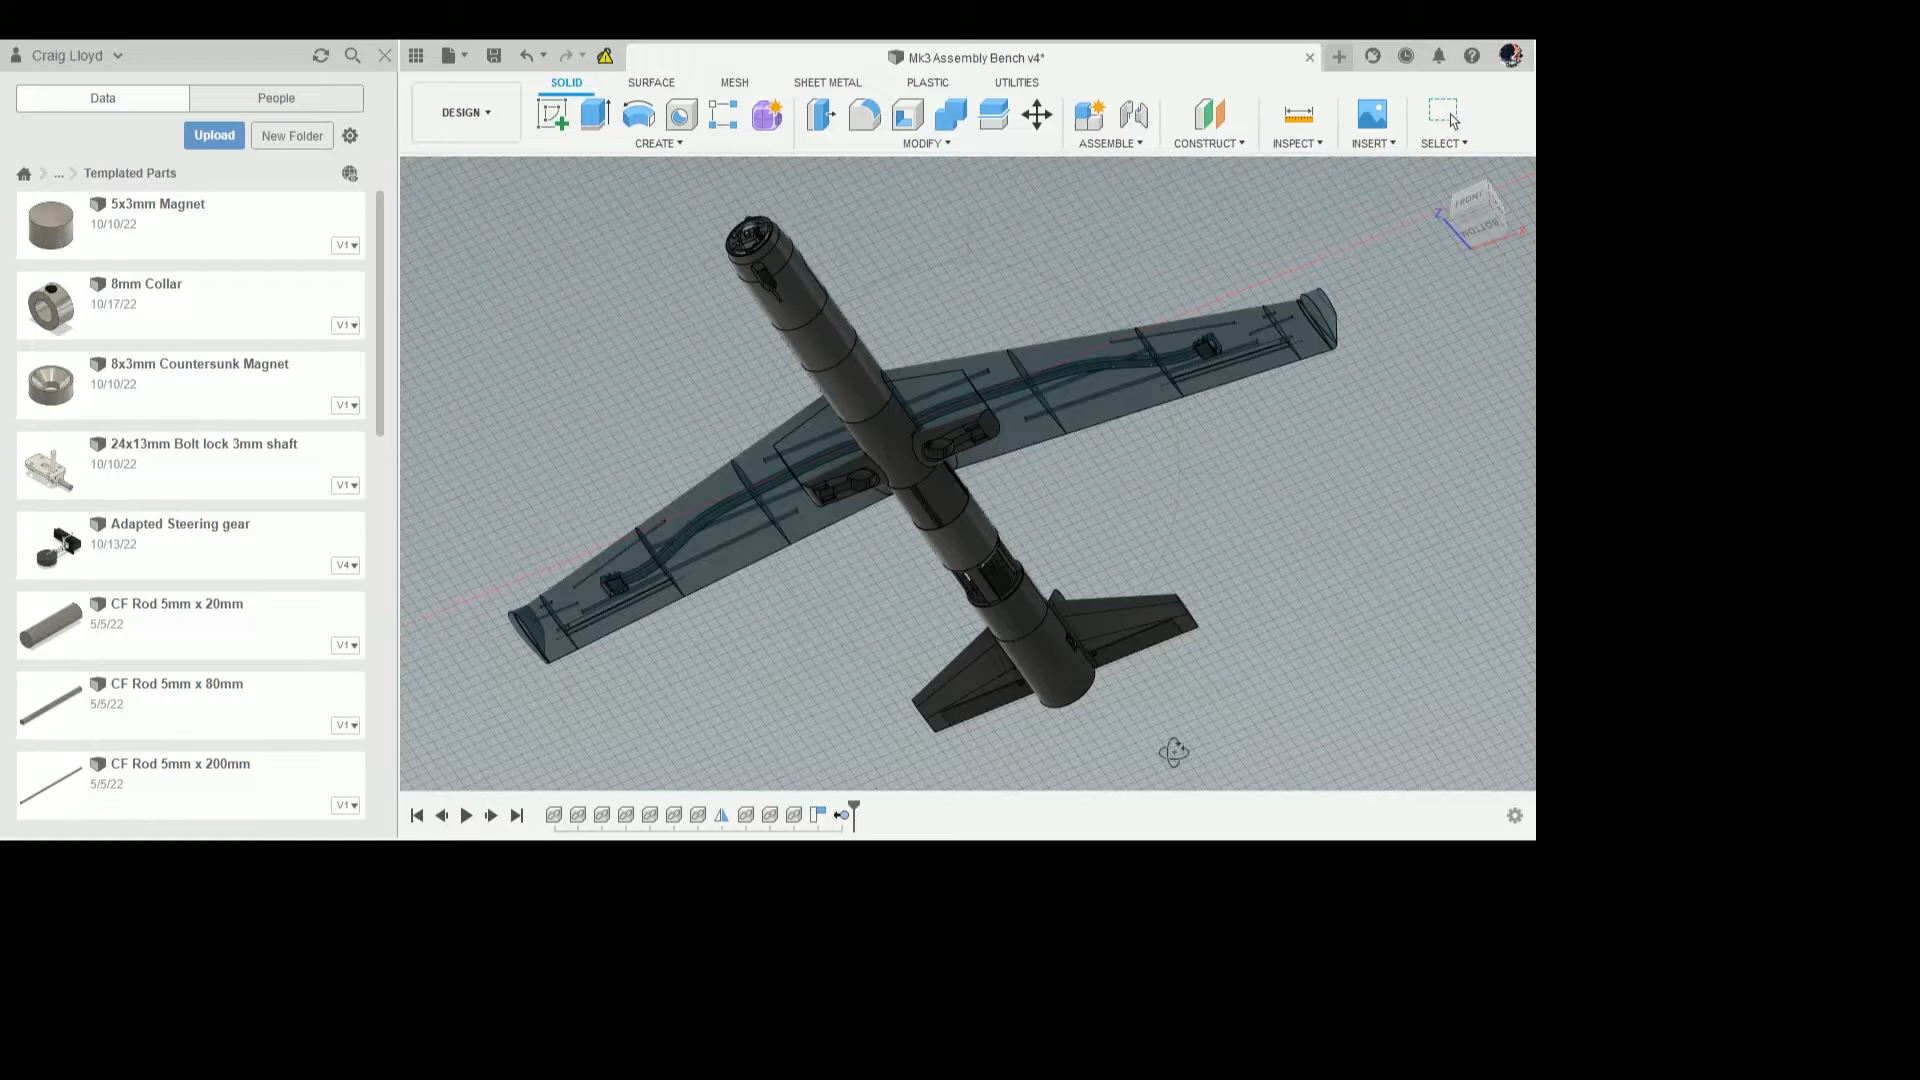 Craig Lloyd
Mk3 Assembly Bench v4*
Data
People
Upload
New Folder
... Templated Parts
5x3mm Magnet
10/10/22
V1
8mm Collar
10/17/22
V1
8x3mm Countersunk Magnet
10/10/22
V1
24x13mm Bolt lock 3mm shaft
10/10/22
V1
Adapted Steering gear
10/13/22
V4
CF Rod 5mm x 20mm
5/5/22
V1
CF Rod 5mm x 80mm
5/5/22
V1
CF Rod 5mm x 200mm
5/5/22
V1
DESIGN
SOLID
SURFACE
MESH
SHEET METAL
PLASTIC
UTILITIES
CREATE
MODIFY
ASSEMBLE
CONSTRUCT
INSPECT
INSERT
SELECT
FRONT
BOTTOM
Z
X